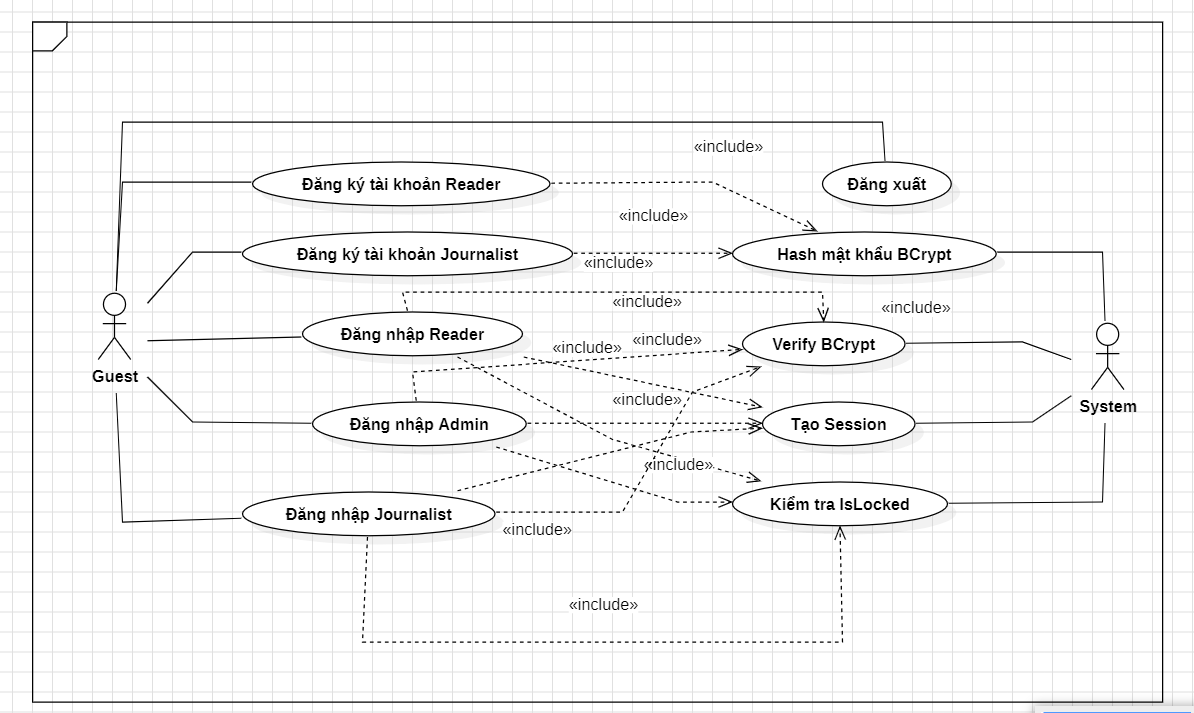 «include»
Đăng ký tài khoản Reader
Đăng xuất
«include»
Đăng ký tài khoản Journalist
Hash mật khẩu BCrypt
«include»
«include»
«include»
Đăng nhập Reader
«include»
«include»
Verify BCrypt
Guest
«include»
System
Đăng nhập Admin
Tạo Session
«include»
Kiểm tra IsLocked
Đăng nhập Journalist
«include»
«include»